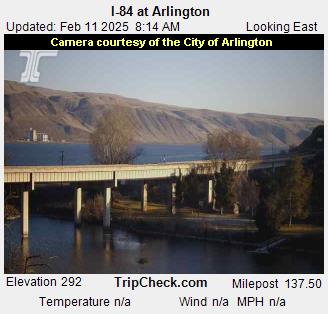 I-84 at Arlington
Updated: Feb 11 2025 8:14 AM Looking East
Camera courtesy of the City of Arlington
Elevation 292 TripCheck.com Milepost 137.50
Temperature n/a Wind n/a MPH n/a